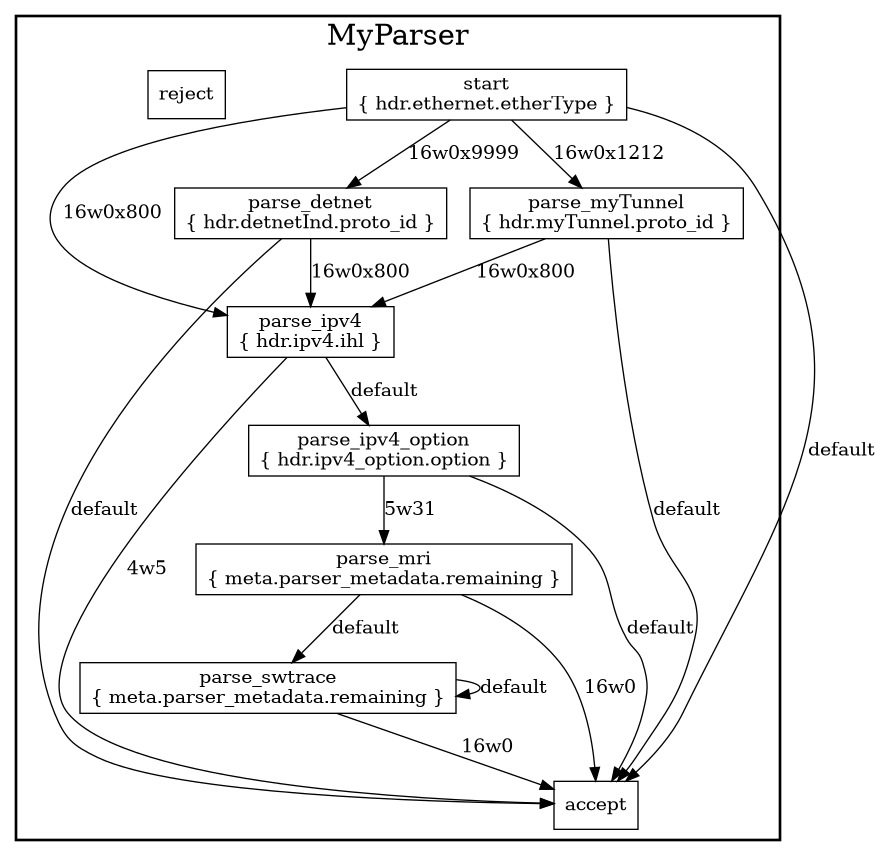 MyParser
reject
start
{ hdr.ethernet.etherType }
16w0x9999
16w0x1212
16w0x800
parse_detnet
{ hdr.detnetInd.proto_id }
parse_myTunnel
{ hdr.myTunnel.proto_id }
16w0x800
16w0x800
parse_ipv4
{ hdr.ipv4.ihl }
default
parse_ipv4_option
{ hdr.ipv4_option.option }
default
default
5w31
default
4w5
parse_mri
{ meta.parser_metadata.remaining }
default
default
parse_swtrace
{ meta.parser_metadata.remaining }
default
16w0
16w0
accept